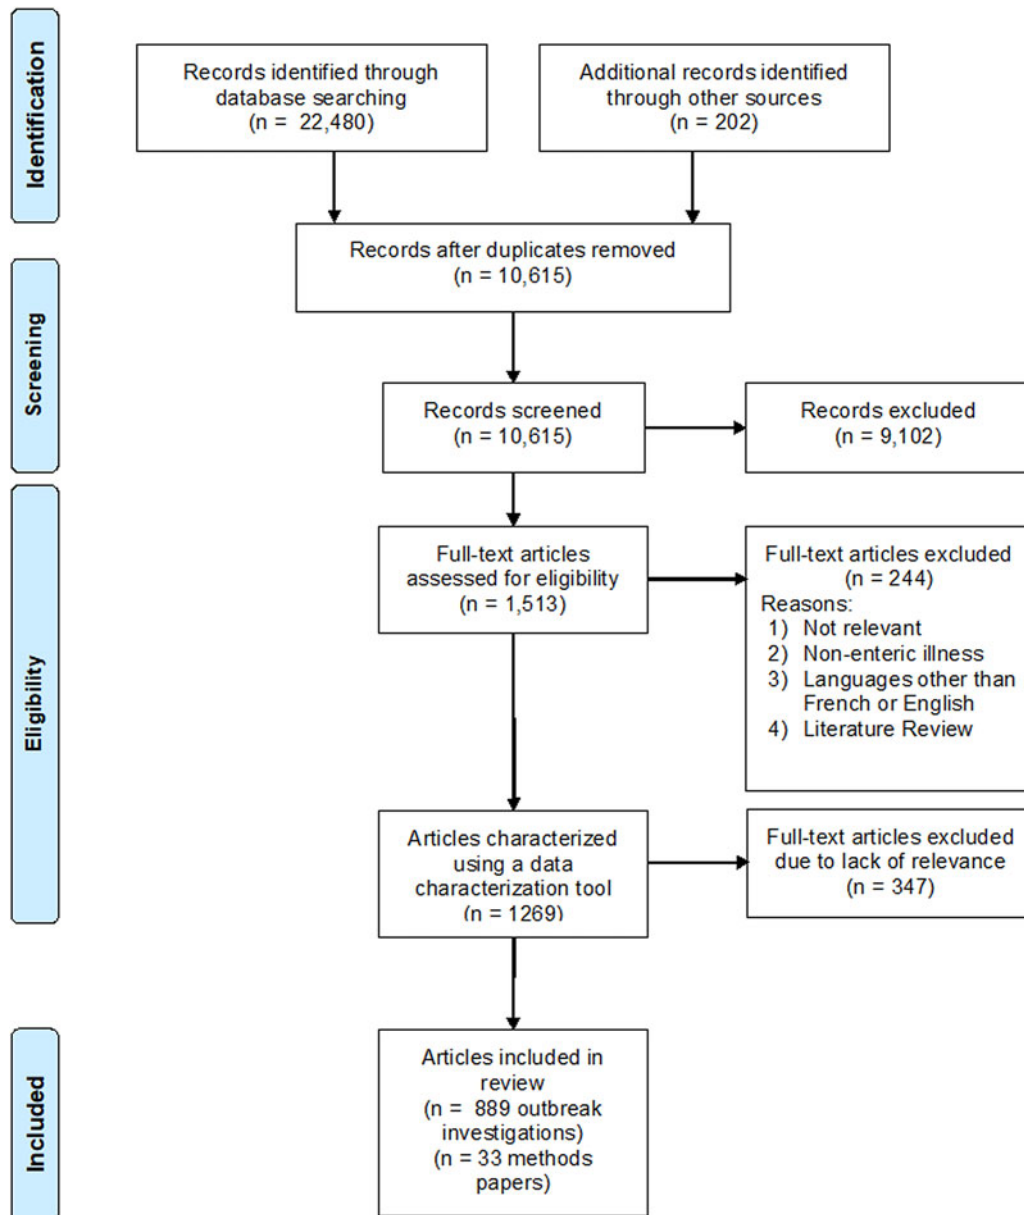 Identification
Records identified through
database searching
(n = 22,480)
Additional records identified
through other sources
(n = 202)
Records after duplicates removed
(n = 10,615)
Screening
Records screened
(n = 10,615)
Records excluded
(n = 9,102)
Eligibility
Full-text articles
assessed for eligibility
(n = 1,513)
Full-text articles excluded
(n = 244)
Reasons:
1) Not relevant
2) Non-enteric illness
3) Languages other than
French or English
4) Literature Review
Articles characterized
using a data
characterization tool
(n = 1269)
Full-text articles excluded
due to lack of relevance
(n = 347)
Included
Articles included in
review
(n = 889 outbreak
investigations)
(n = 33 methods
papers)